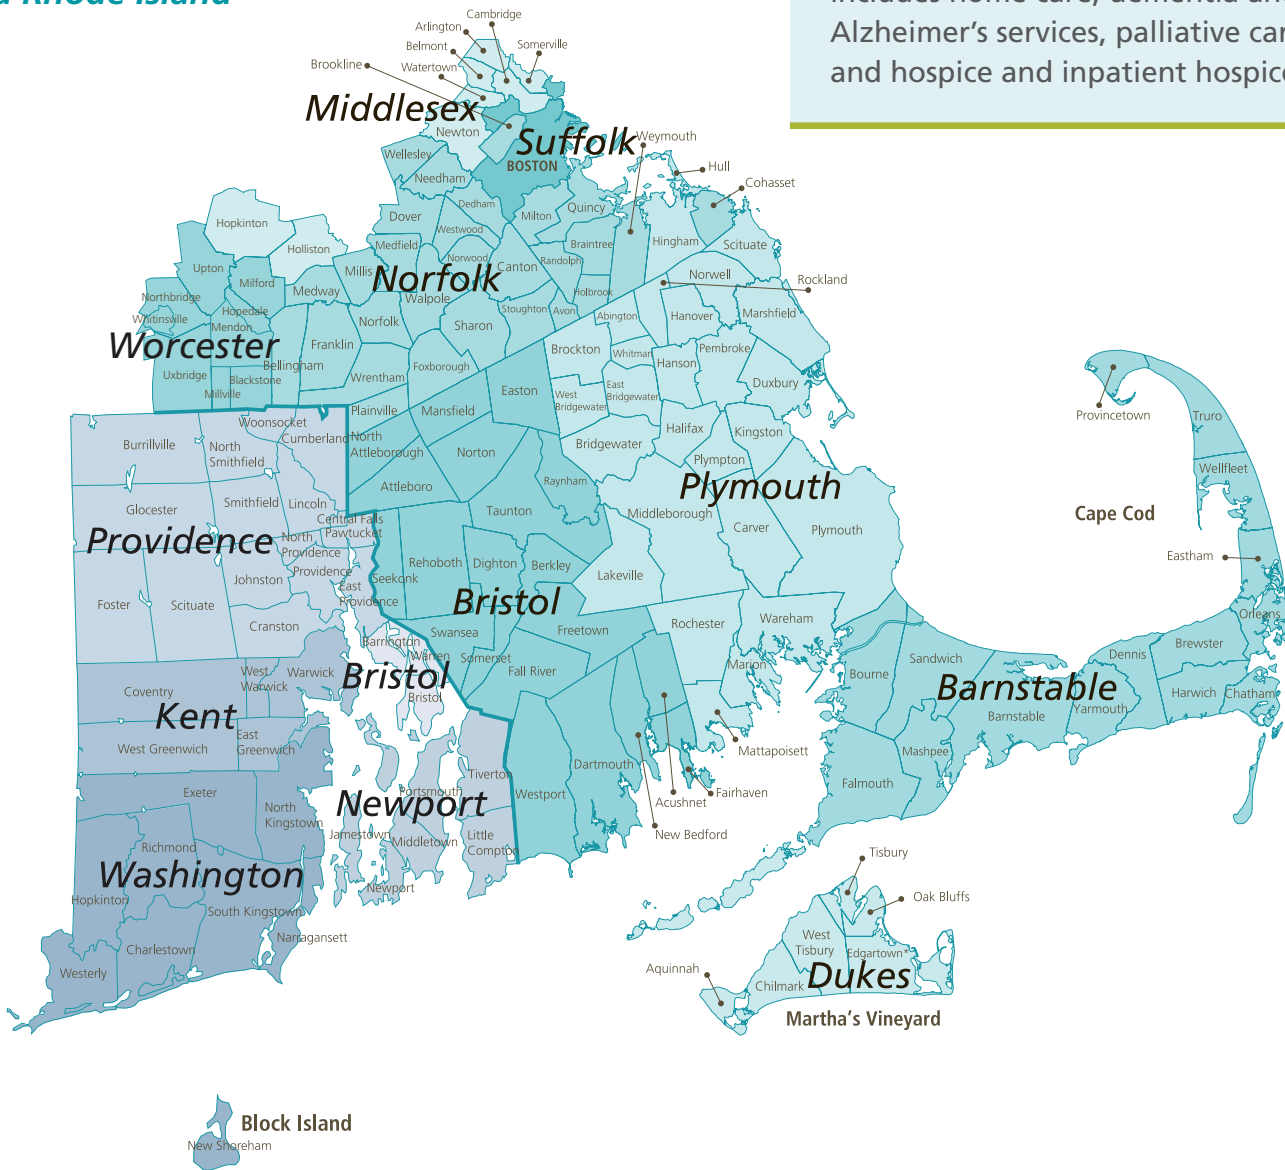 Rhode Island
Alzheimer's services, palliative
and hospice and inpatient hospice
Cambridge
Arlington
Belmont
Somerville
Brookline
Watertown
Middlesex
Newton
Suffolk
Weymouth
BOSTON
Wellesley
Needham
Hull
Cohasset
Dedham
Dover
Milton
Quincy
Hopkinton
Westwood
Holliston
Medfield
Braintree
Hingham
Scituate
Upton
Millis
Norfolk
Norwood
Canton
Randolph
Norwell
Rockland
Milford
Medway
Walpole
Holbrook
Northbridge
Hopedale
Stoughton
Avon
Abington
Hanover
Marshfield
Whitinsville
Mendon
Norfolk
Sharon
Worcester
Franklin
Brockton
Whitman
Hanson
Pembroke
Bellingham
Foxborough
Uxbridge
Blackstone
Wrentham
Easton
West
Bridgewater
East
Bridgewater
Duxbury
Millville
Plainville
Mansfield
Provincetown
Truro
Woonsocket
Cumberland
North
Attleborough
Halifax
Kingston
Burrillville
North
Smithfield
Norton
Bridgewater
Plympton
Wellfleet
Attleboro
Raynham
Plymouth
Glocester
Smithfield
Lincoln
Taunton
Middleborough
Carver
Plymouth
Cape Cod
Central Falls
Pawtucket
Providence
North
Providence
Rehoboth
Dighton
Berkley
Eastham
Johnston
Providence
Seekonk
Lakeville
Foster
Scituate
East
Providence
Bristol
Orleans
Cranston
Swansea
Freetown
Rochester
Wareham
Barrington
Warren
Somerset
Sandwich
Dennis
Brewster
Fall River
Marion
Bourne
West
Warwick
Warwick
Bristol
Bristol
Barnstable
Coventry
Harwich
Chatham
Kent
Barnstable
Yarmouth
West Greenwich
East
Greenwich
Mattapoisett
Mashpee
Tiverton
Dartmouth
Falmouth
Exeter
Portsmouth
Westport
Fairhaven
Newport
Acushnet
North
Kingstown
Jamestown
Middletown
Little
Compton
New Bedford
Richmond
Tisbury
Washington
Newport
Oak Bluffs
Hopkinton
South Kingstown
West
Tisbury
Narragansett
Charlestown
Edgartown*
Westerly
Aquinnah
Chilmark
Dukes
Martha's Vineyard
Block Island
New Shoreham